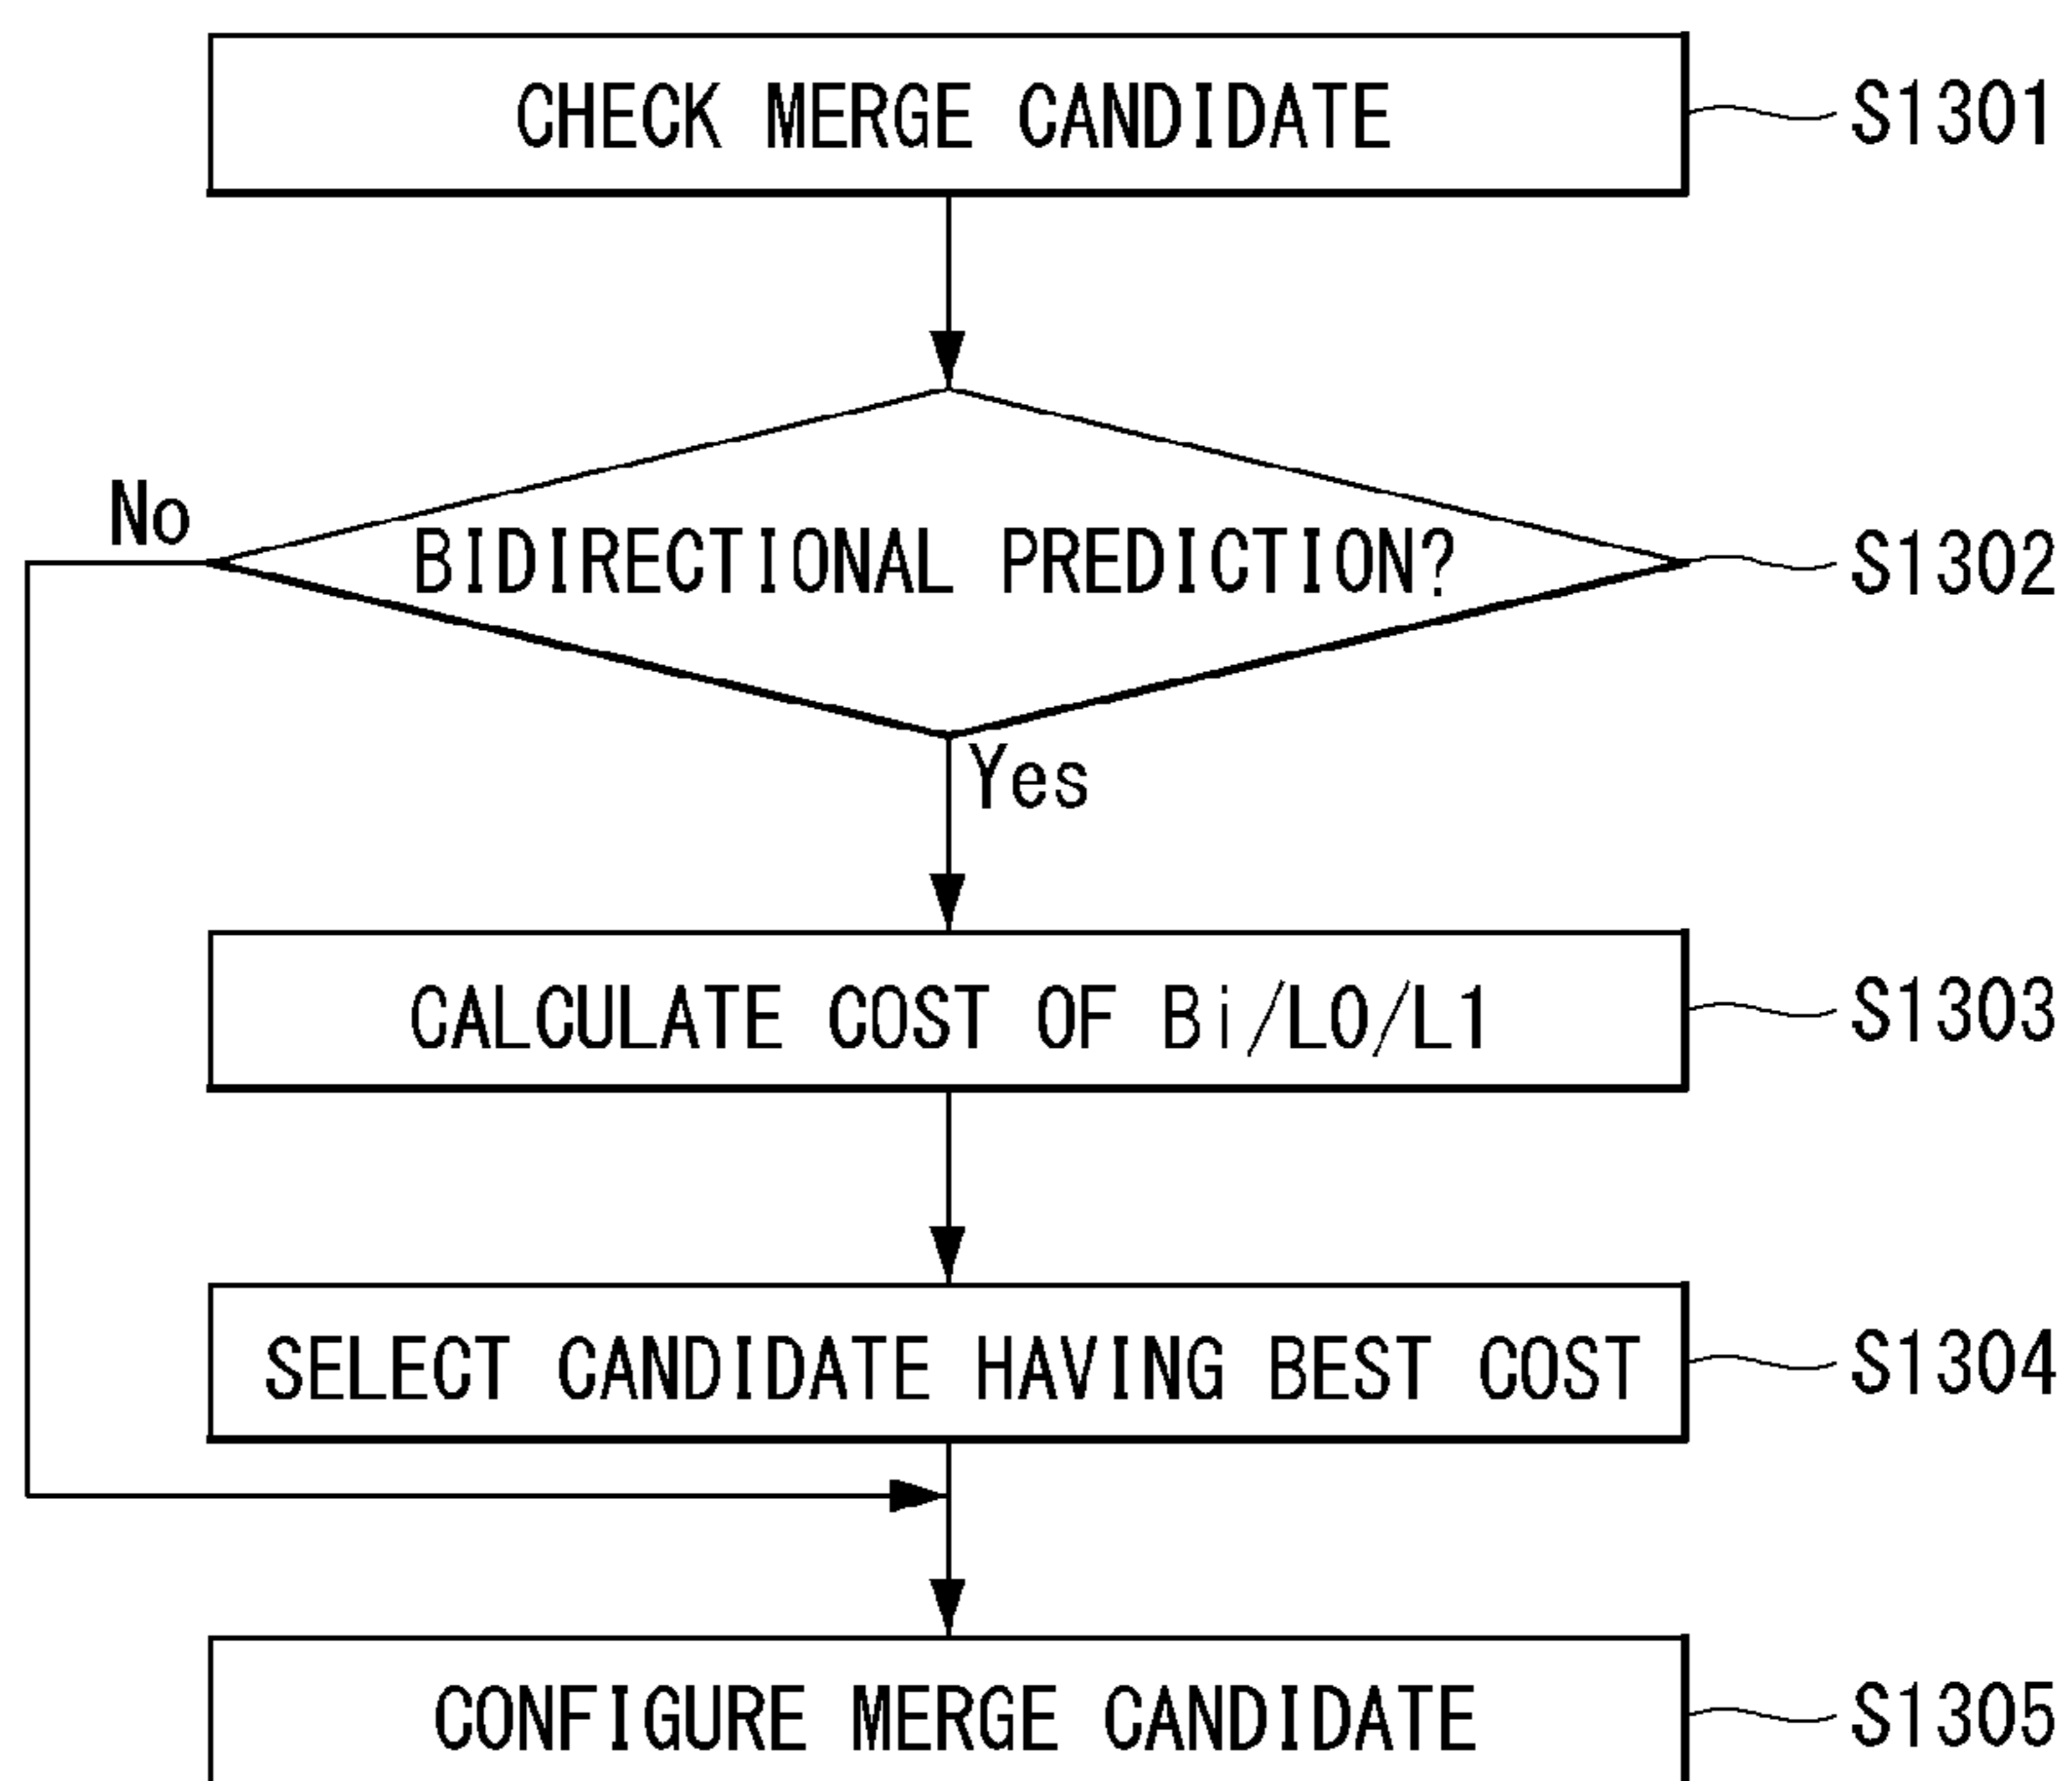 CHECK MERGE CANDIDATE
S1301
No
BIDIRECTIONAL PREDICTION?
S1302
Yes
CALCULATE COST OF Bi/L0/L1
S1303
SELECT CANDIDATE HAVING BEST COST
S1304
CONFIGURE MERGE CANDIDATE
S1305